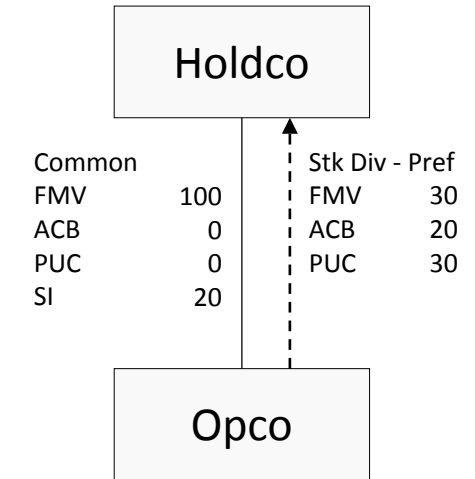 Holdco
Common
FMV 100
ACB 0
PUC 0
SI 20
Stk Div - Pref
FMV 30
ACB 20
PUC 30
Opco